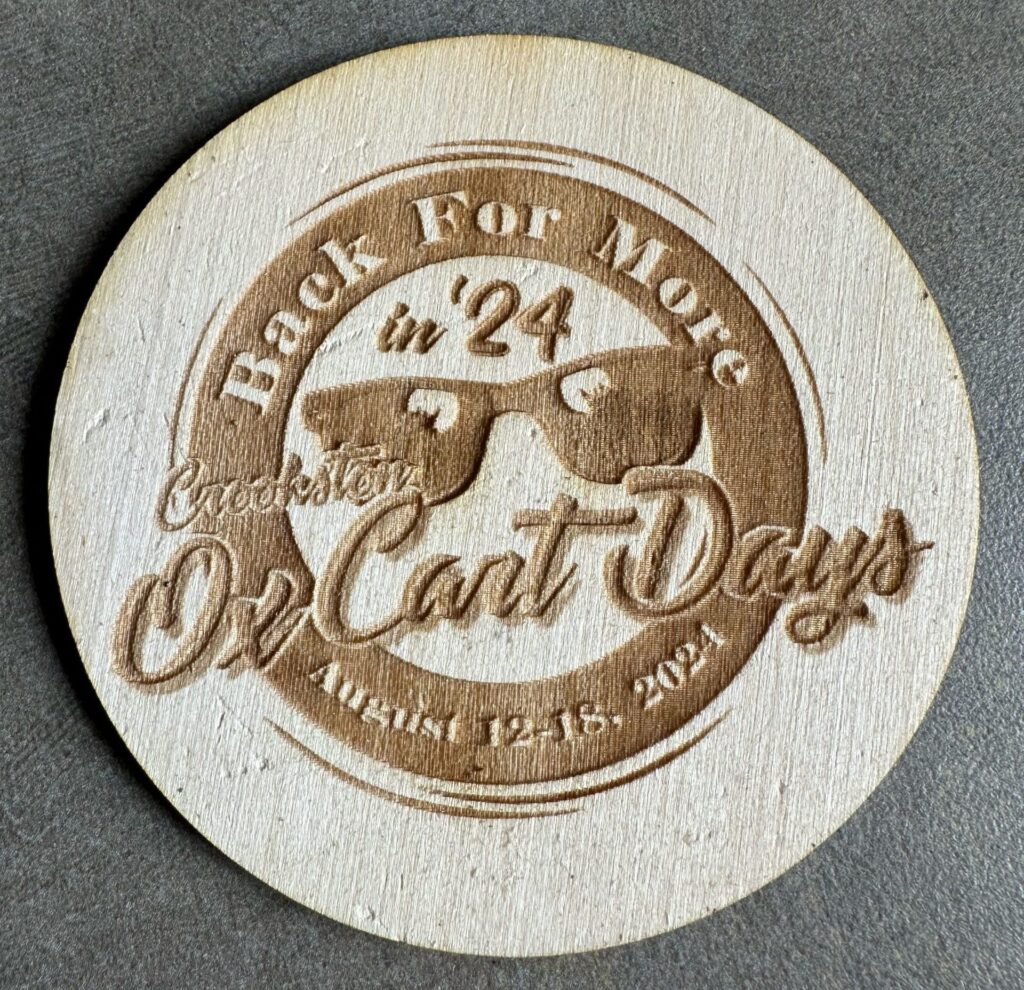 Back For More
in '24
Crookston
Ox Cart Days
August 12-18, 2024